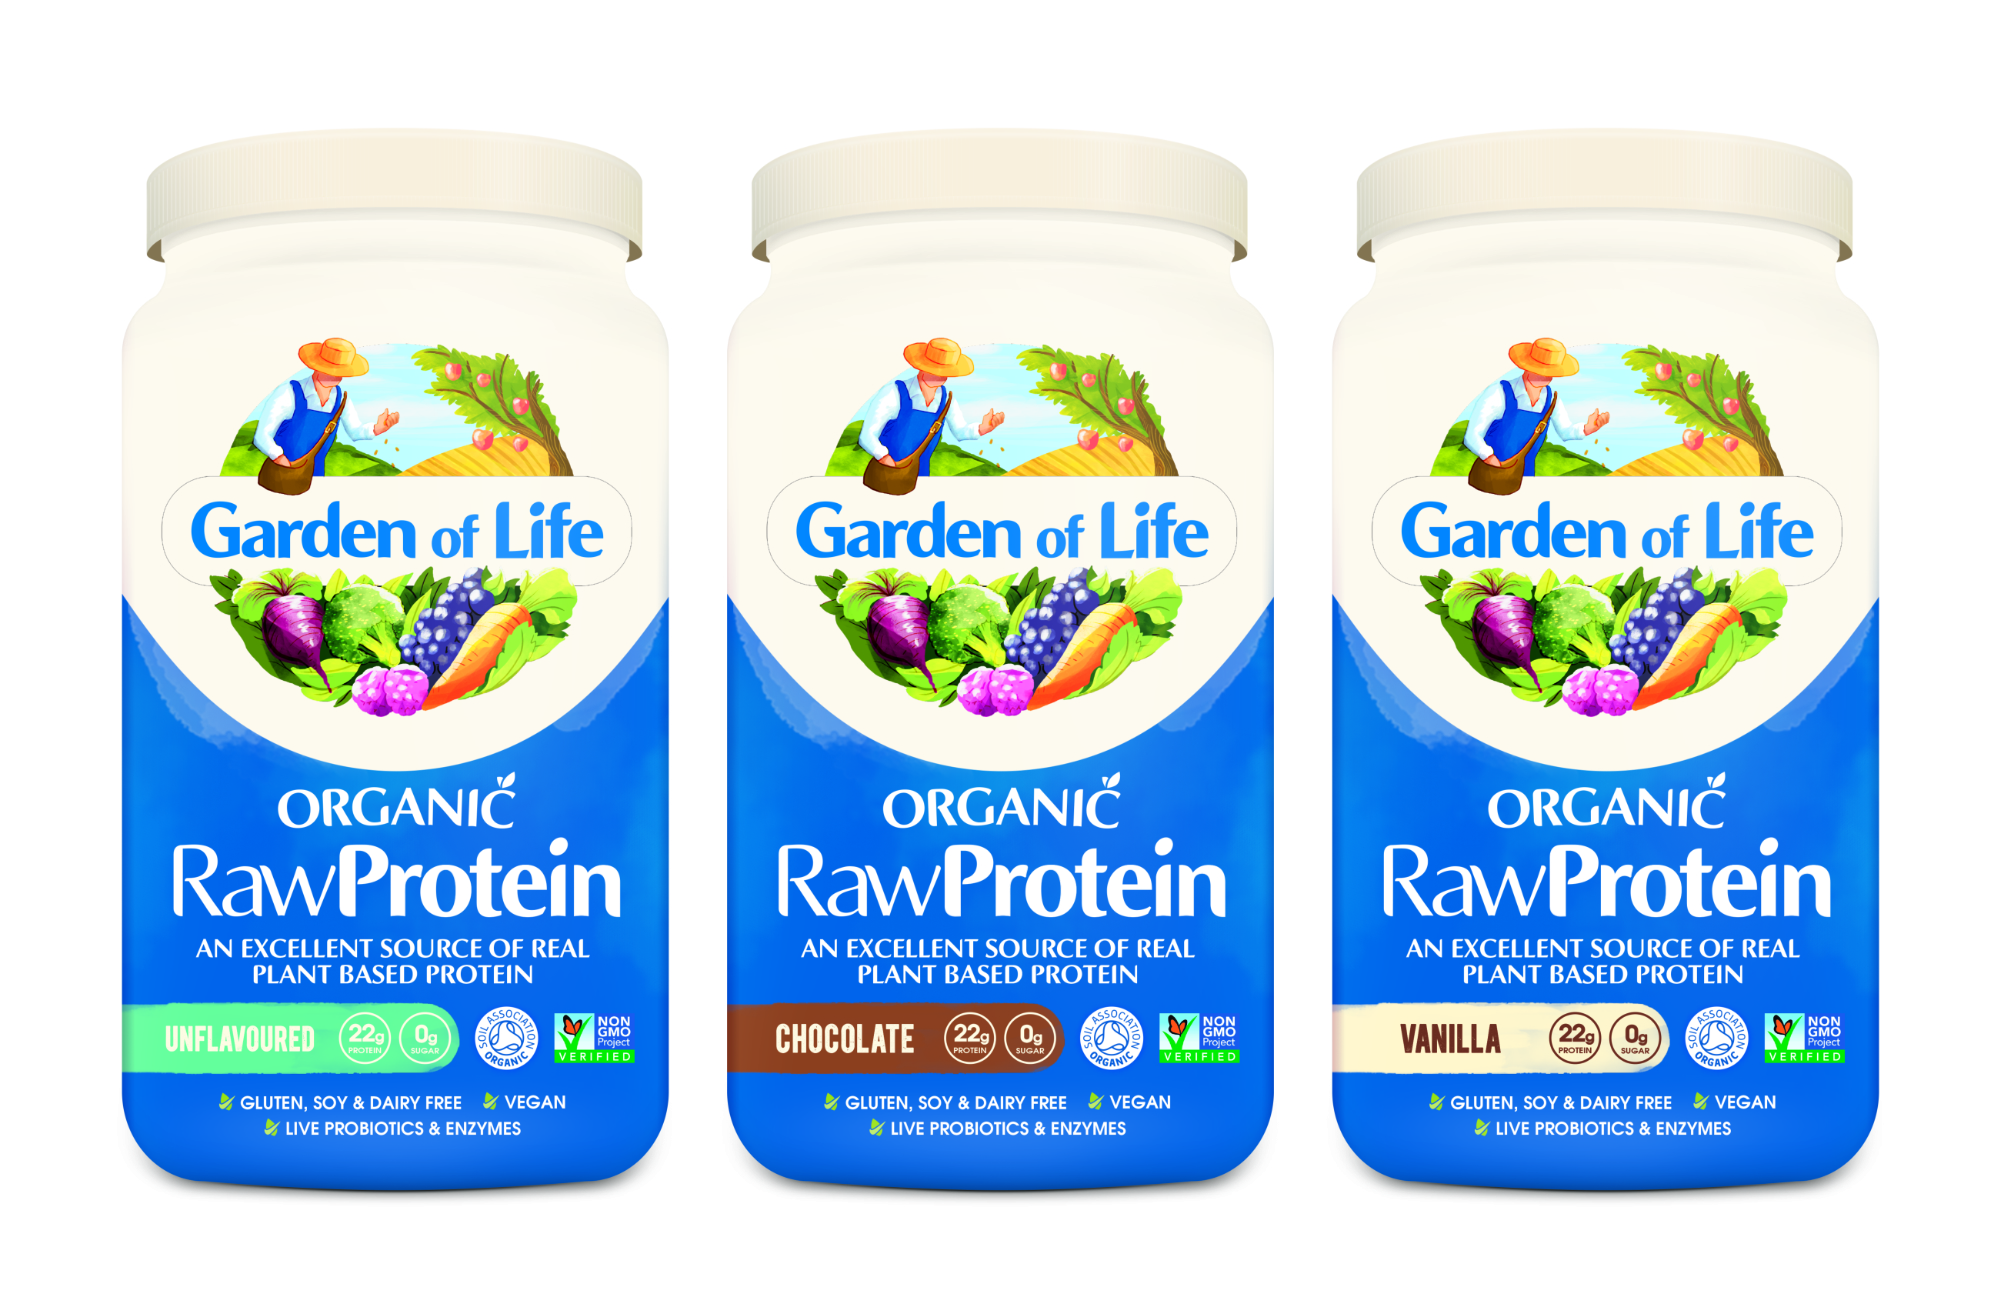 Garden of Life
ORGANIC
RawProtein
AN EXCELLENT SOURCE OF REAL
PLANT BASED PROTEIN
UNFLAVOURED
22g
PROTEIN
0g
SUGAR
SOIL ASSOCIATION
ORGANIC
NON
GMO
Project
VERIFIED
GLUTEN, SOY & DAIRY FREE
VEGAN
LIVE PROBIOTICS & ENZYMES
Garden of Life
ORGANIC
RawProtein
AN EXCELLENT SOURCE OF REAL
PLANT BASED PROTEIN
CHOCOLATE
22g
PROTEIN
0g
SUGAR
SOIL ASSOCIATION
ORGANIC
NON
GMO
Project
VERIFIED
GLUTEN, SOY & DAIRY FREE
VEGAN
LIVE PROBIOTICS & ENZYMES
Garden of Life
ORGANIC
RawProtein
AN EXCELLENT SOURCE OF REAL
PLANT BASED PROTEIN
VANILLA
22g
PROTEIN
0g
SUGAR
SOIL ASSOCIATION
ORGANIC
NON
GMO
Project
VERIFIED
GLUTEN, SOY & DAIRY FREE
VEGAN
LIVE PROBIOTICS & ENZYMES